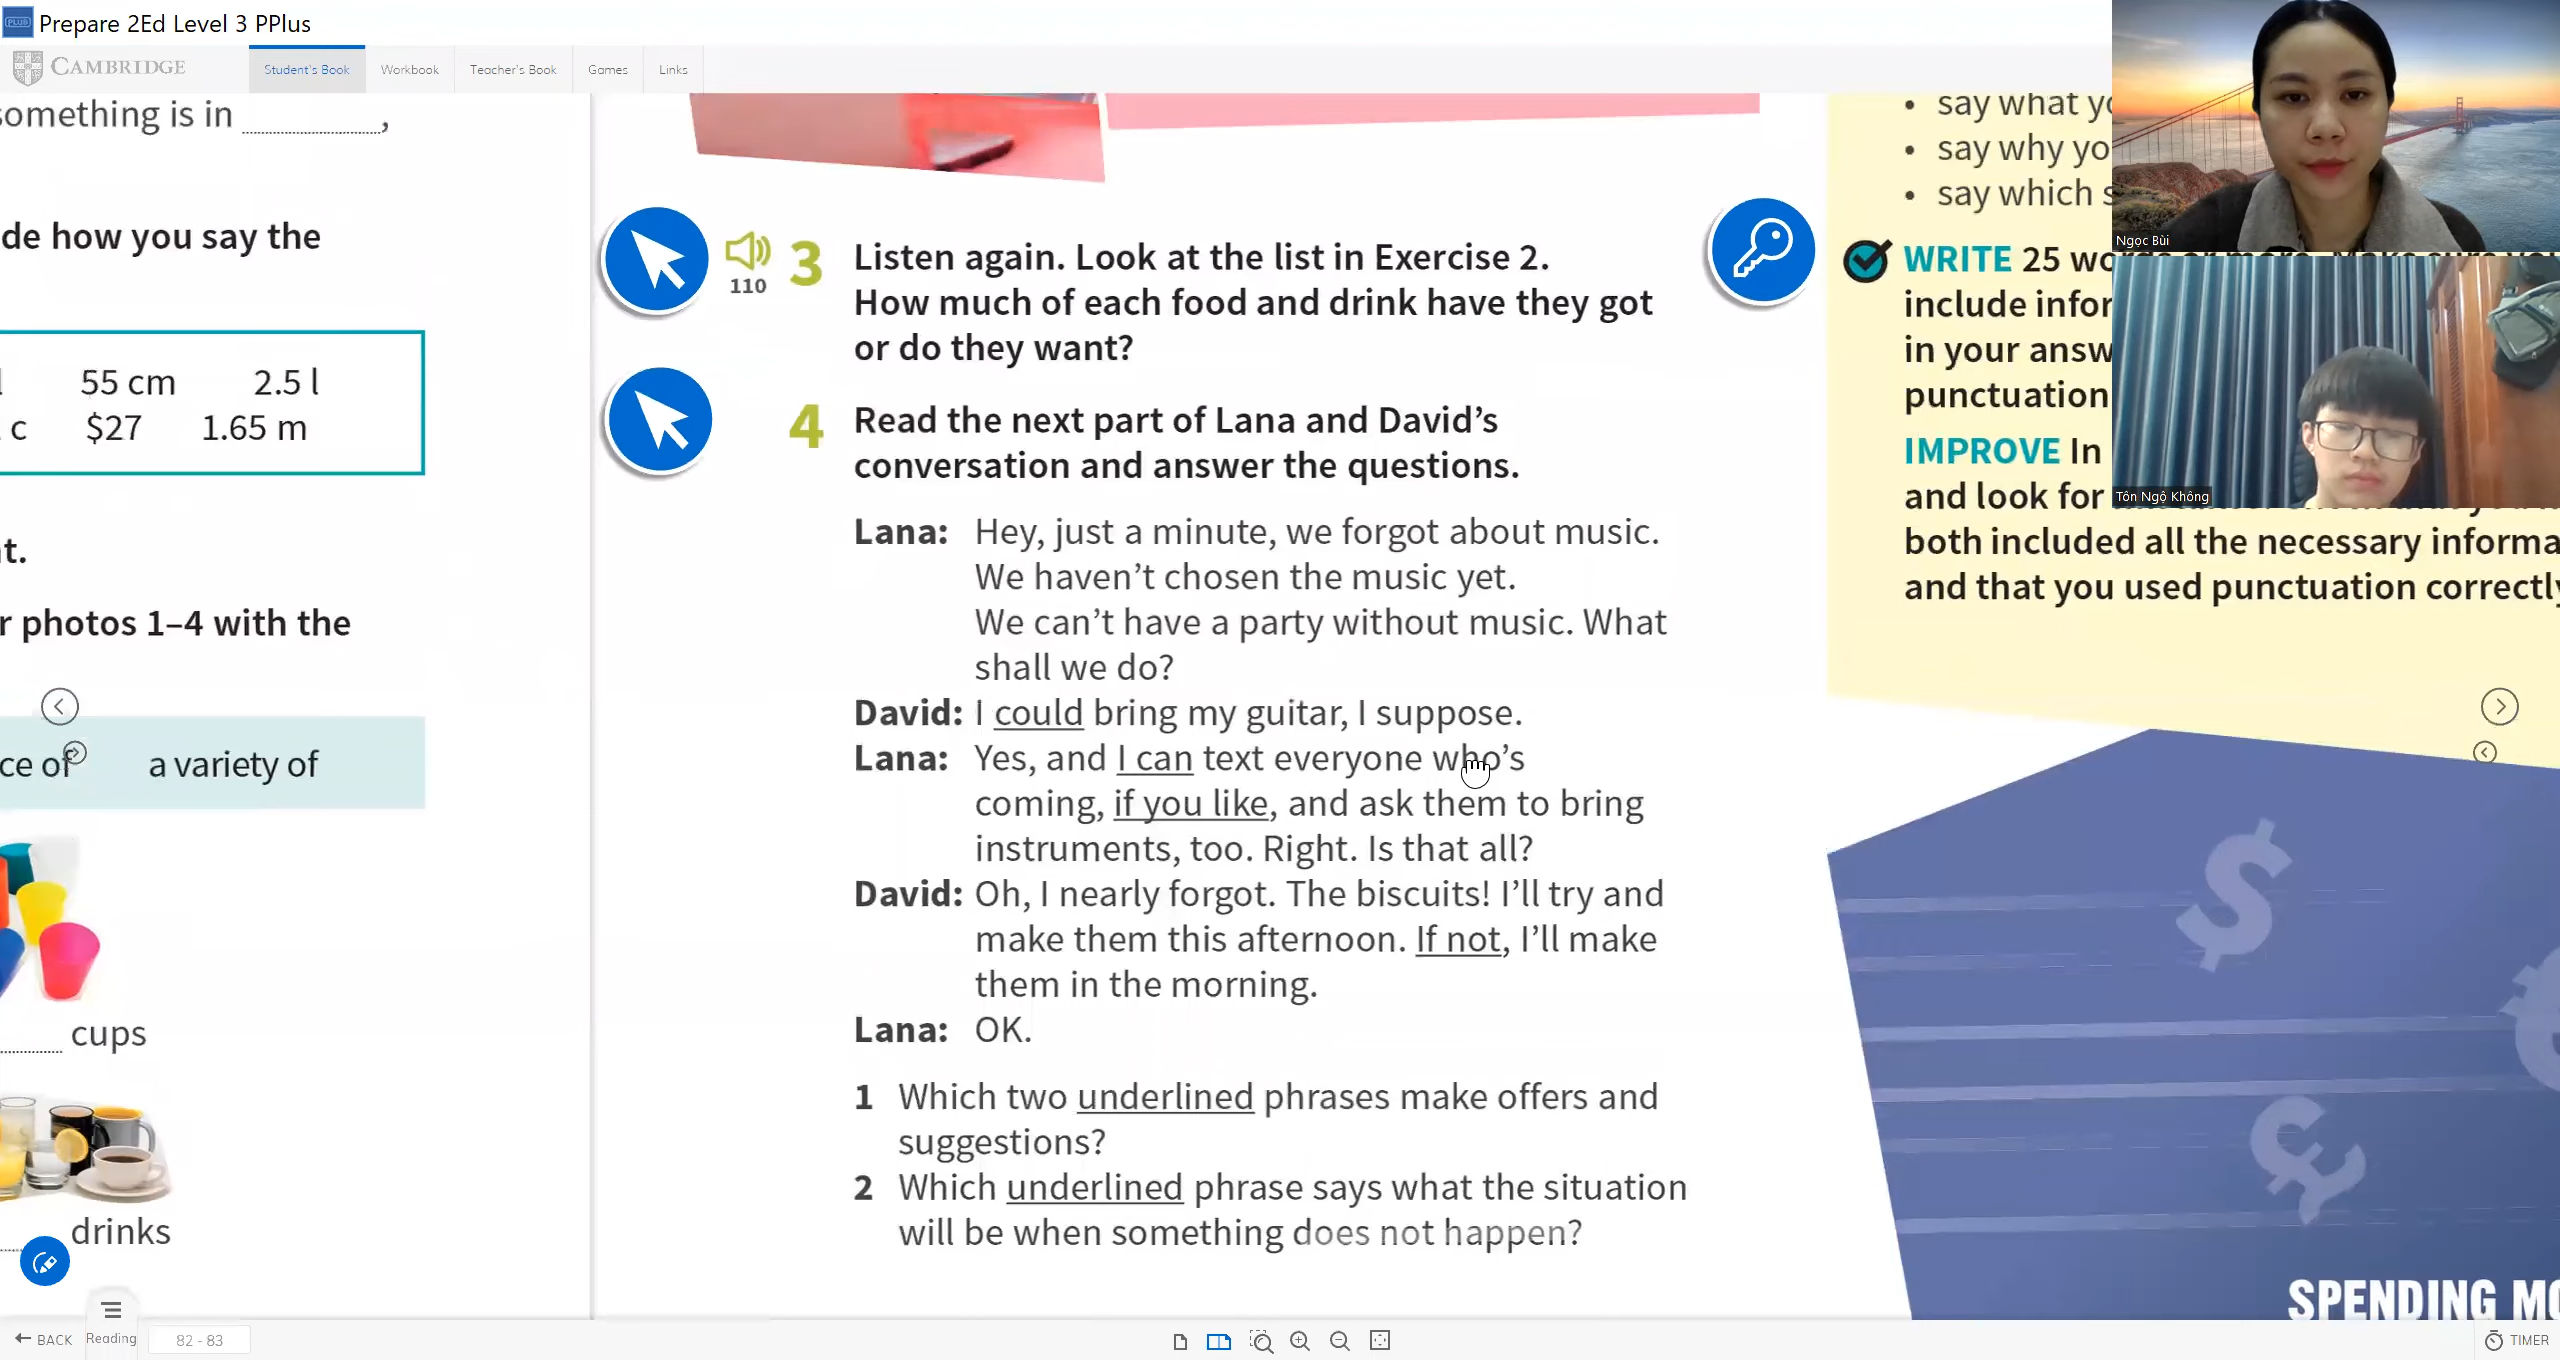 PLUS
Prepare 2Ed Level 3 PPlus
CAMBRIDGE
Student's Book
Workbook
Teacher's Book
Games
Links
something is in ,
de how you say the
55 cm 2.5 l
c $27 1.65 m
t.
r photos 1–4 with the
ce of a variety of
cups
drinks
110
3 Listen again. Look at the list in Exercise 2.
How much of each food and drink have they got
or do they want?
4 Read the next part of Lana and David's
conversation and answer the questions.
Lana: Hey, just a minute, we forgot about music.
We haven't chosen the music yet.
We can't have a party without music. What
shall we do?
David: I could bring my guitar, I suppose.
Lana: Yes, and I can text everyone who's
coming, if you like, and ask them to bring
instruments, too. Right. Is that all?
David: Oh, I nearly forgot. The biscuits! I'll try and
make them this afternoon. If not, I'll make
them in the morning.
Lana: OK.
1 Which two underlined phrases make offers and
suggestions?
2 Which underlined phrase says what the situation
will be when something does not happen?
• say what yo
• say why yo
• say which s
WRITE 25 wo
include infor
in your answ
punctuation
IMPROVE In
and look for
both included all the necessary informa
and that you used punctuation correctly
Ngọc Bùi
Tôn Ngộ Không
$
SPENDING MO
BACK
Reading
82 - 83
TIMER